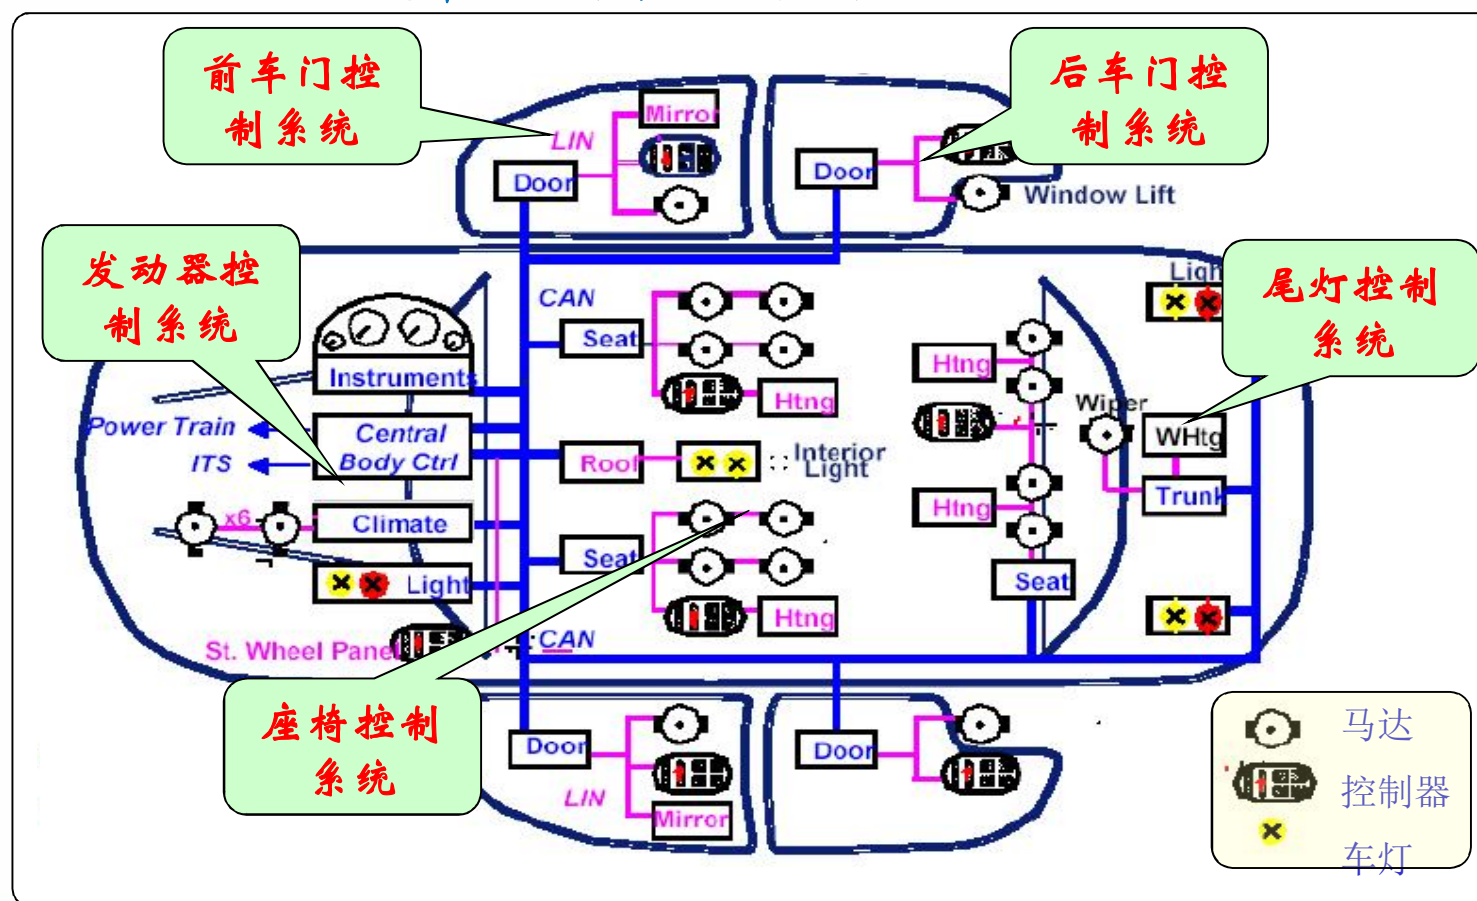 前车门控
制系统
后车门控
制系统
Mirror
LIN
Door
Door
Window Lift
发动器控
制系统
尾灯控制
系统
CAN
Seat
Instruments
Htng
Htng
Power Train
Central
Body Ctrl
ITS
Roof
Interior
Light
Wiper
WHtg
Trunk
x6
Climate
Htng
Seat
Seat
Light
Htng
St. Wheel Panel
CAN
座椅控制
系统
Door
Door
LIN
Mirror
马达
控制器
车灯